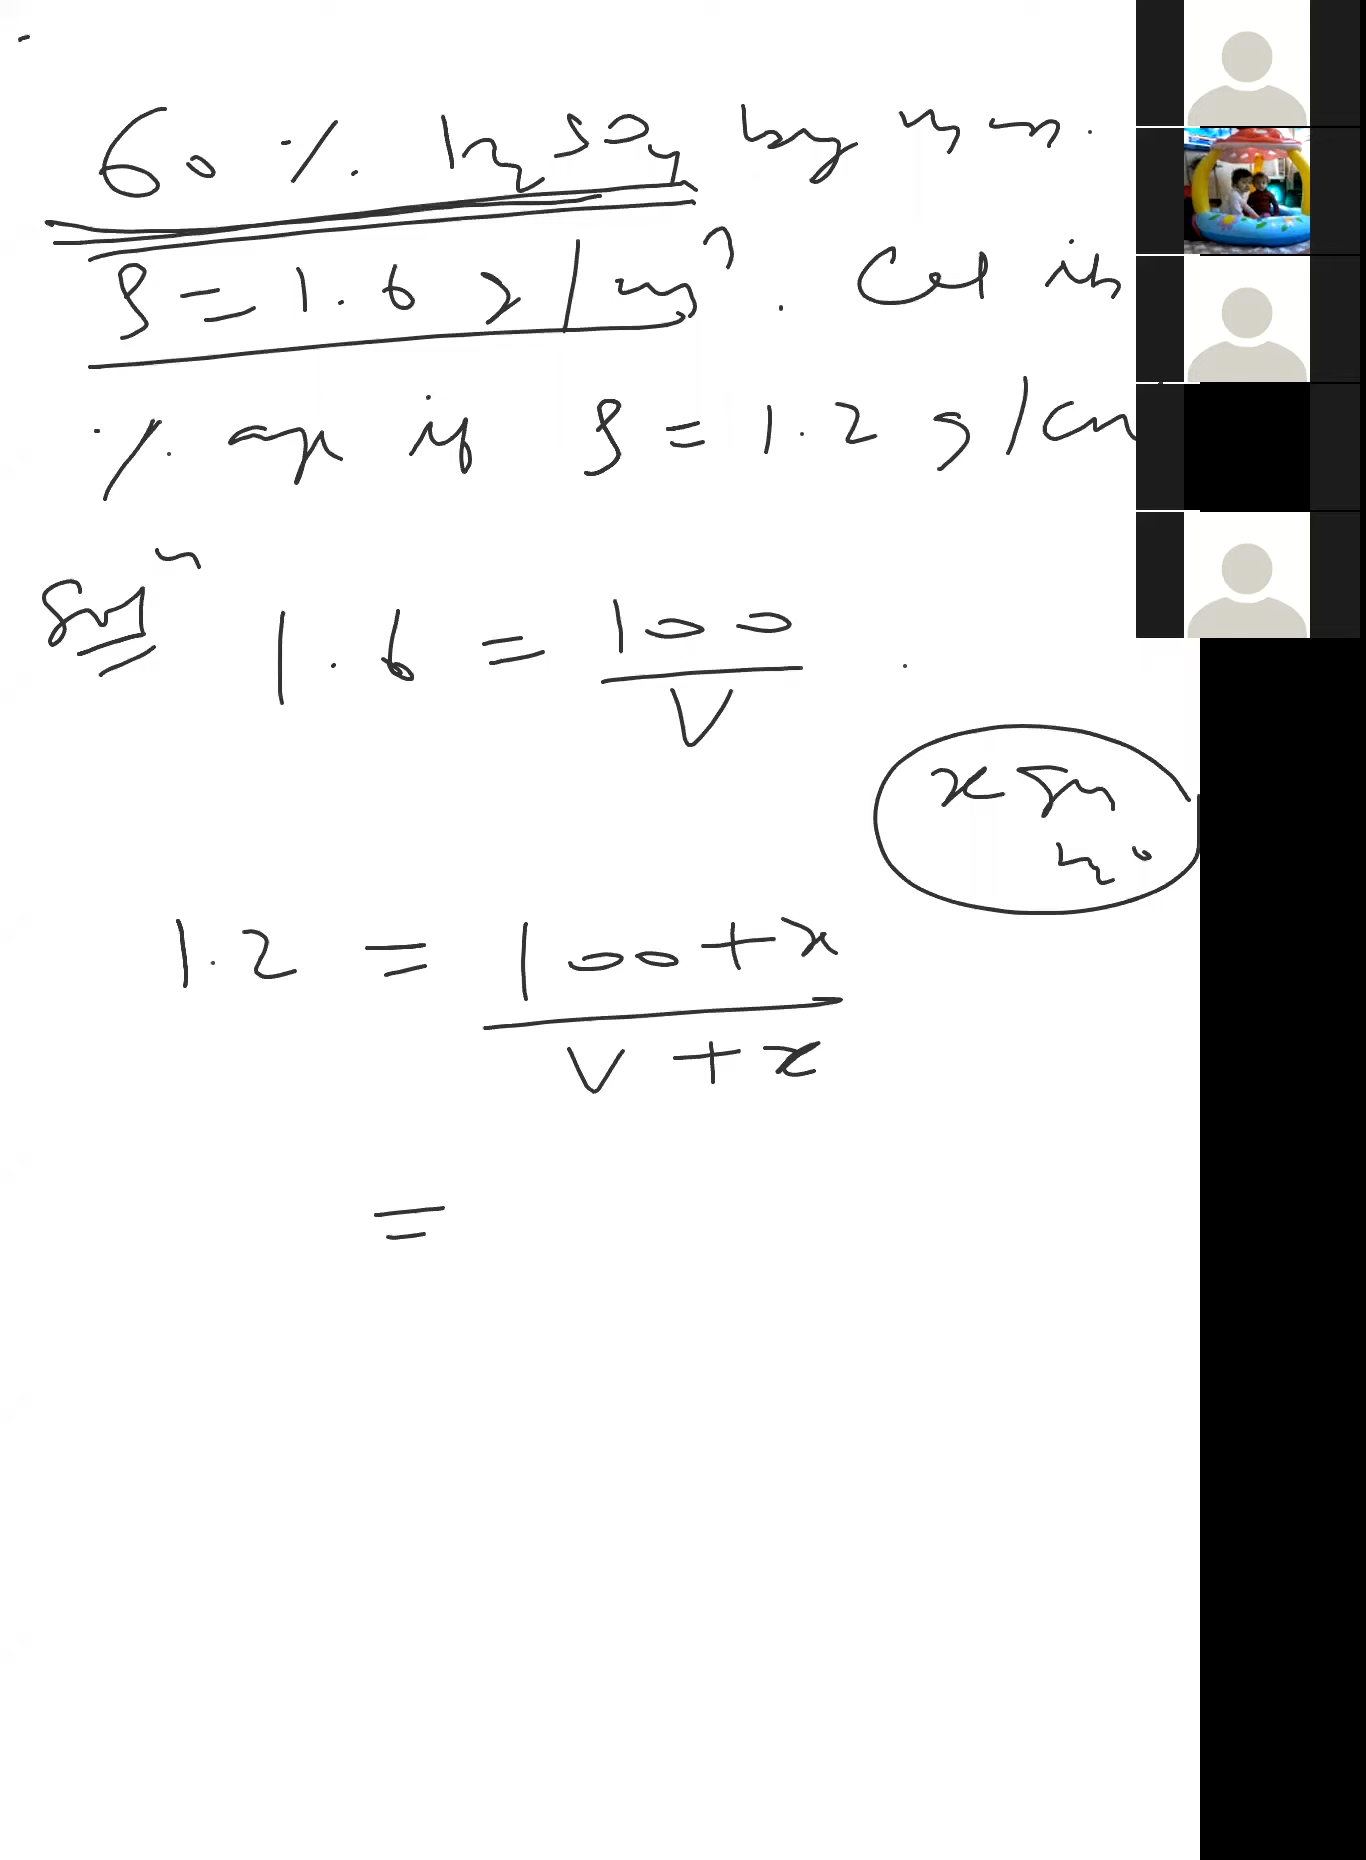 60 % H2SO4 by mass.
ρ = 1.6 g/cm³. Cal its
% age if ρ = 1.2 g/cm
Solⁿ
1.6 = 100/V
x gm
H2O
1.2 = 100+x / V+x
=